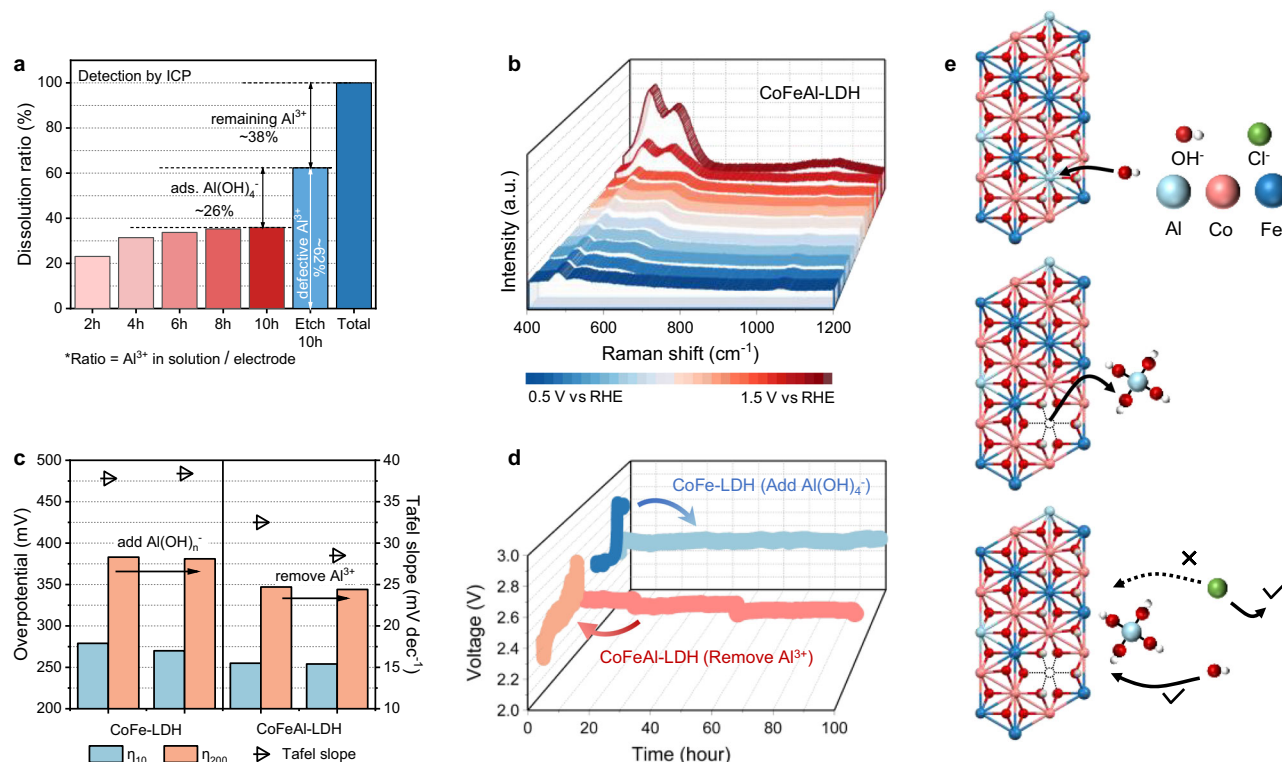 a
Detection by ICP
Dissolution ratio (%)
100
80
60
40
20
0
remaining Al³⁺
~38%
ads. Al(OH)₄⁻
~26%
defective Al³⁺
~62%
2h
4h
6h
8h
10h
Etch
10h
Total
*Ratio = Al³⁺ in solution / electrode
b
CoFeAl-LDH
Intensity (a.u.)
400
600
800
1000
1200
Raman shift (cm⁻¹)
0.5 V vs RHE
1.5 V vs RHE
c
Overpotential (mV)
500
450
400
350
300
250
200
add Al(OH)ₙ⁻
remove Al³⁺
40
35
30
25
20
15
10
Tafel slope (mV dec⁻¹)
CoFe-LDH
CoFeAl-LDH
η₁₀
η₂₀₀
Tafel slope
d
CoFe-LDH (Add Al(OH)₄⁻)
CoFeAl-LDH (Remove Al³⁺)
Voltage (V)
3.0
2.8
2.6
2.4
2.2
2.0
0
20
40
60
80
100
Time (hour)
e
OH⁻
Cl⁻
Al
Co
Fe